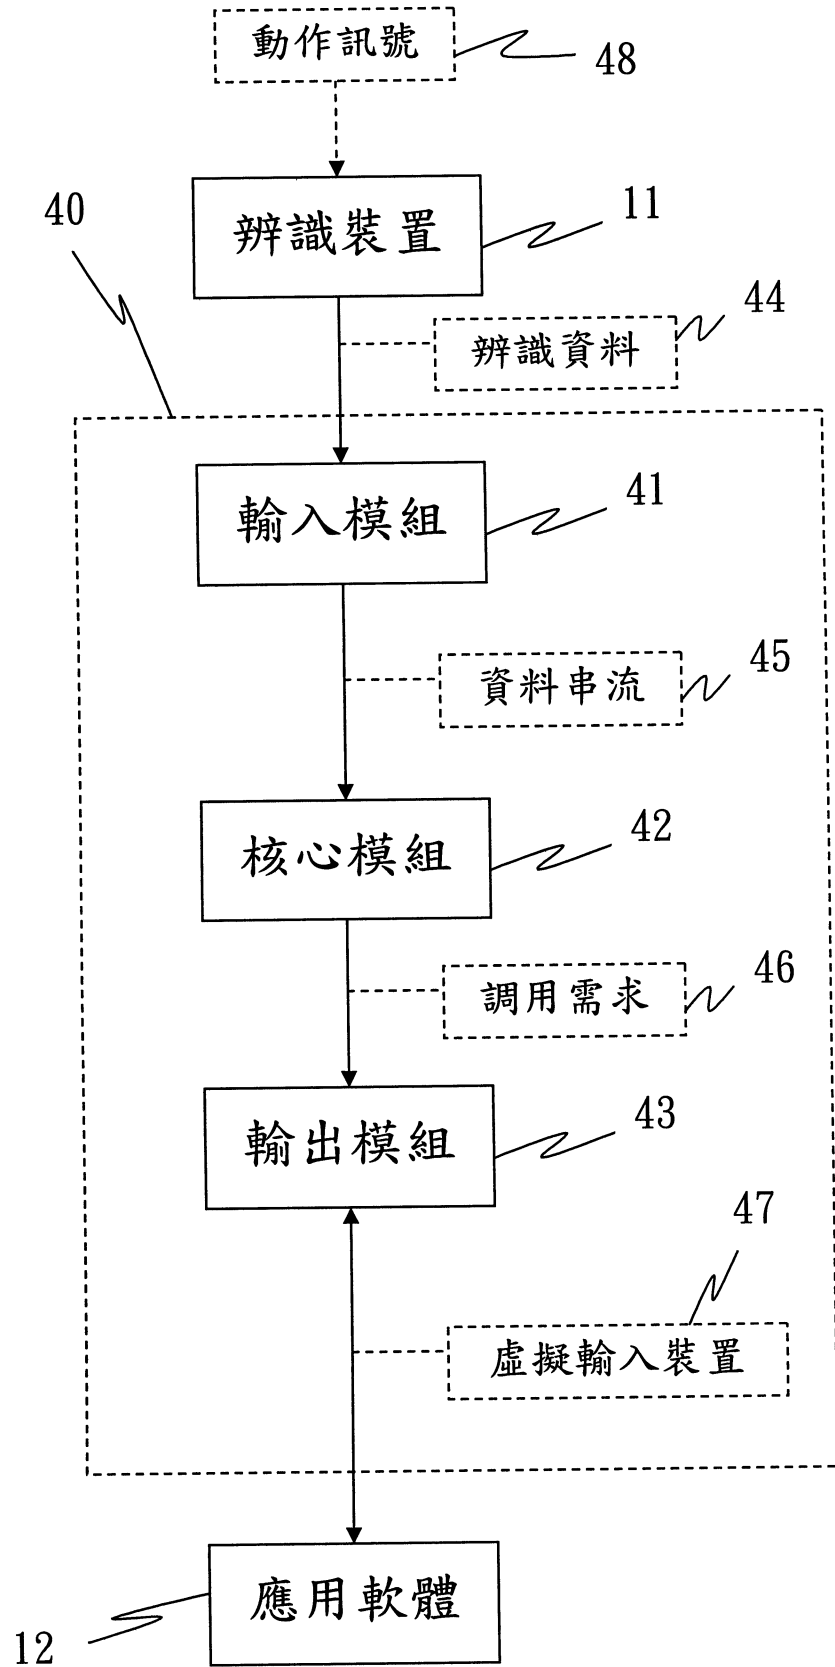 動作訊號
48
辨識裝置
11
40
44
辨識資料
輸入模組
41
資料串流
45
核心模組
42
調用需求
46
輸出模組
43
47
虛擬輸入裝置
應用軟體
12